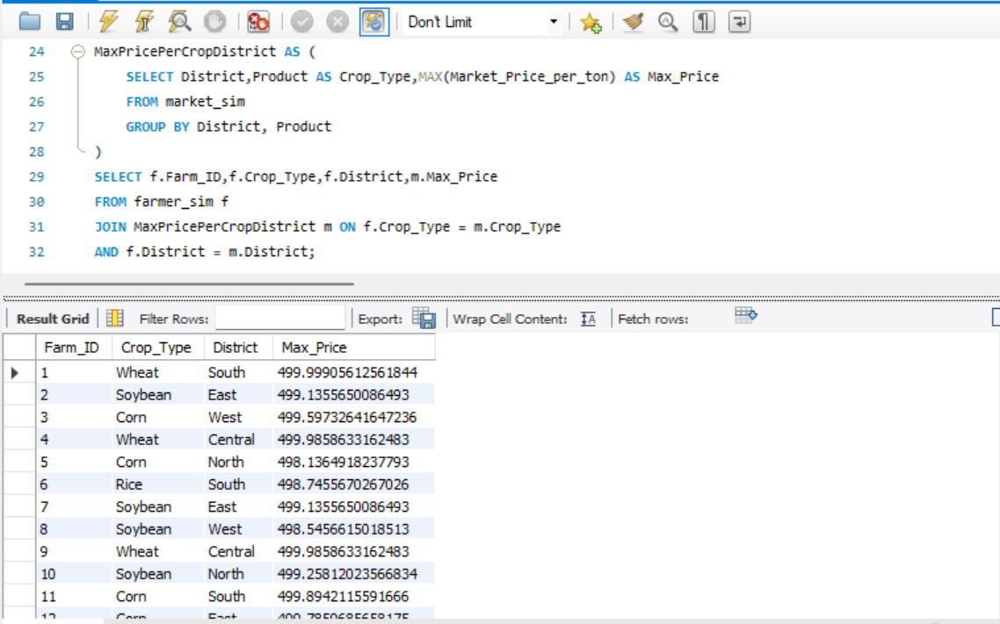 Don't Limit
24 MaxPricePerCropDistrict AS (
25 SELECT District,Product AS Crop_Type,MAX(Market_Price_per_ton) AS Max_Price
26 FROM market_sim
27 GROUP BY District, Product
28 )
29 SELECT f.Farm_ID,f.Crop_Type,f.District,m.Max_Price
30 FROM farmer_sim f
31 JOIN MaxPricePerCropDistrict m ON f.Crop_Type = m.Crop_Type
32 AND f.District = m.District;
Result Grid Filter Rows: Export: Wrap Cell Content: Fetch rows:
Farm_ID Crop_Type District Max_Price
1 Wheat South 499.99905612561844
2 Soybean East 499.1355650086493
3 Corn West 499.59732641647236
4 Wheat Central 499.9858633162483
5 Corn North 498.1364918237793
6 Rice South 498.7455670267026
7 Soybean East 499.1355650086493
8 Soybean West 498.5456615018513
9 Wheat Central 499.9858633162483
10 Soybean North 499.25812023566834
11 Corn South 499.8942115591666
12 Corn East